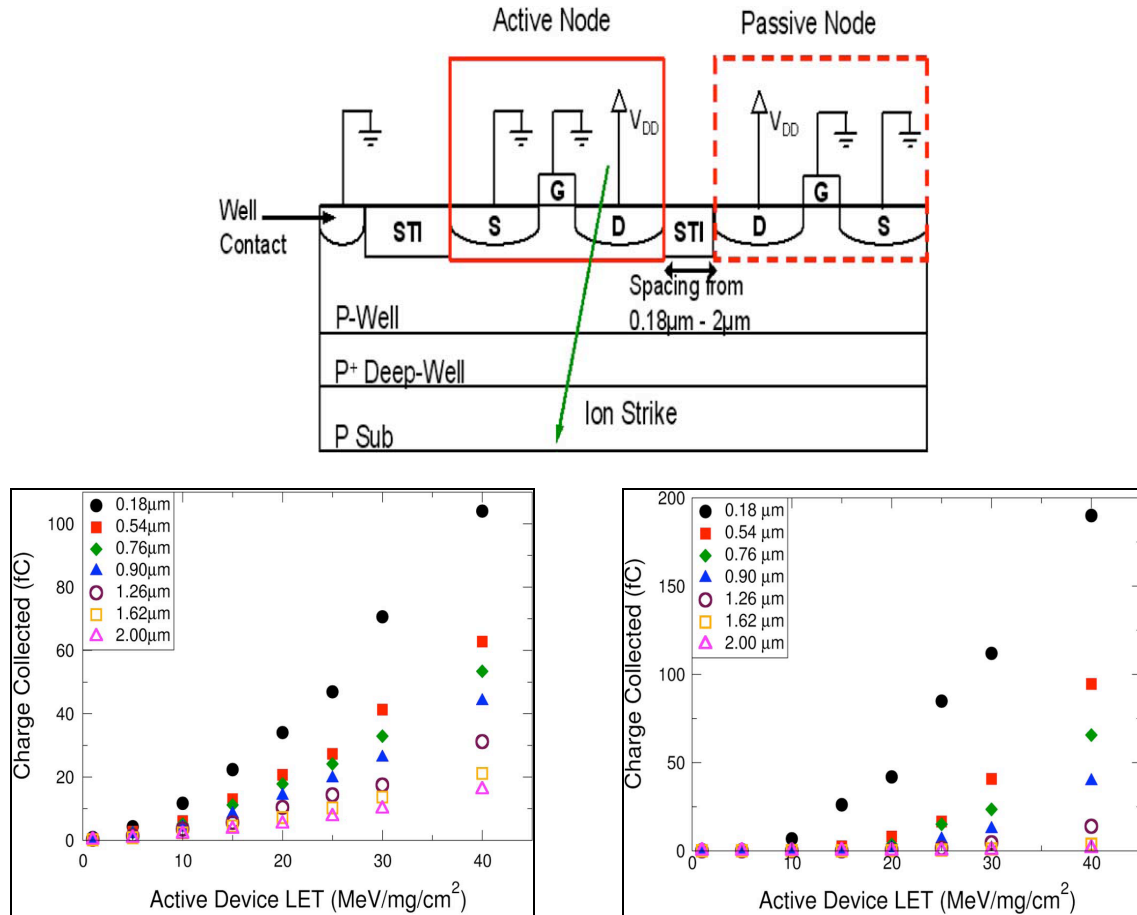 Active Node
Passive Node
V_DD
V_DD
G
G
Well
Contact
STI
S
D
STI
D
S
Spacing from
0.18µm - 2µm
P-Well
P⁺ Deep-Well
Ion Strike
P Sub
0.18µm
0.54µm
0.76µm
0.90µm
1.26µm
1.62µm
2.00µm
100
80
60
40
20
0
Charge Collected (fC)
0
10
20
30
40
Active Device LET (MeV/mg/cm²)
0.18 µm
0.54 µm
0.76 µm
0.90 µm
1.26 µm
1.62 µm
2.00 µm
200
150
100
50
0
Charge Collected (fC)
0
10
20
30
40
Active Device LET (MeV/mg/cm²)